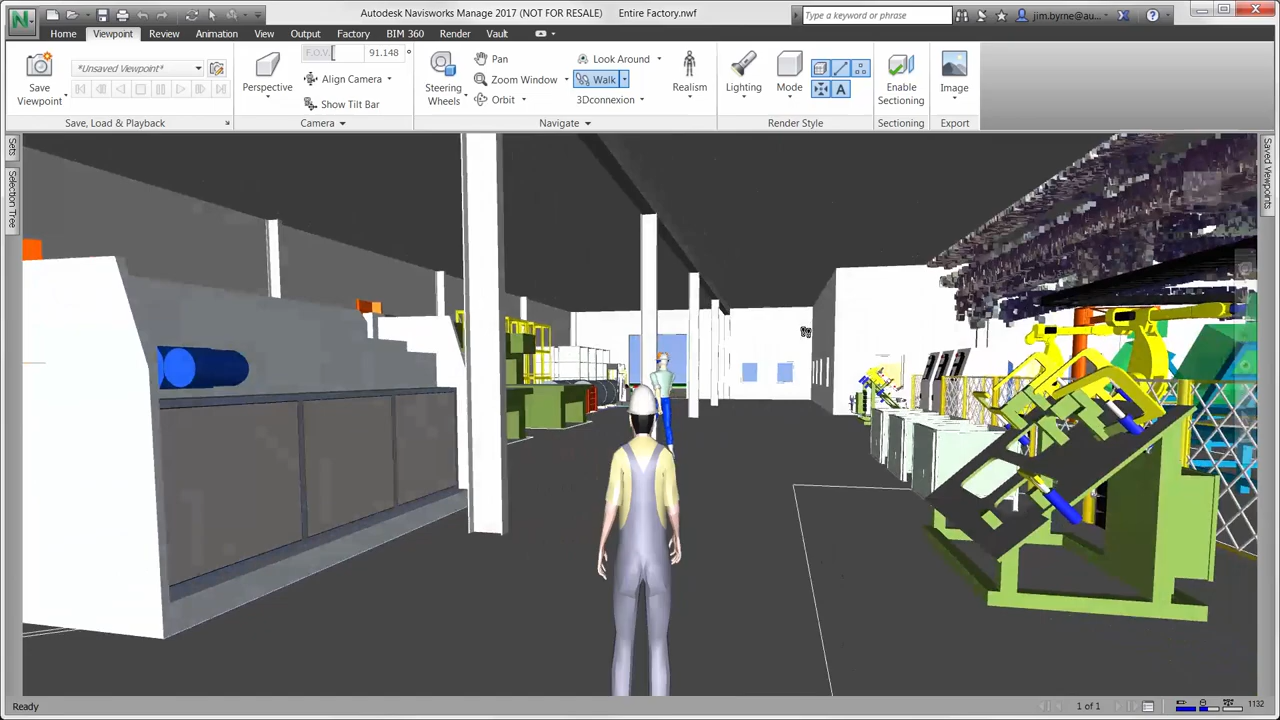 Autodesk Navisworks Manage 2017 (NOT FOR RESALE) Entire Factory.nwf
Type a keyword or phrase
jim.byrne@au...
Home Viewpoint Review Animation View Output Factory BIM 360 Render Vault
Save Viewpoint
*Unsaved Viewpoint*
Save, Load & Playback
Perspective
F.O.V. 91.148 °
Align Camera
Show Tilt Bar
Camera
Steering Wheels
Pan
Zoom Window
Orbit
Look Around
Walk
3Dconnexion
Realism
Navigate
Lighting
Mode
A
Render Style
Enable Sectioning
Sectioning
Image
Export
Sets
Selection Tree
Saved Viewpoints
Ready
1 of 1
1132